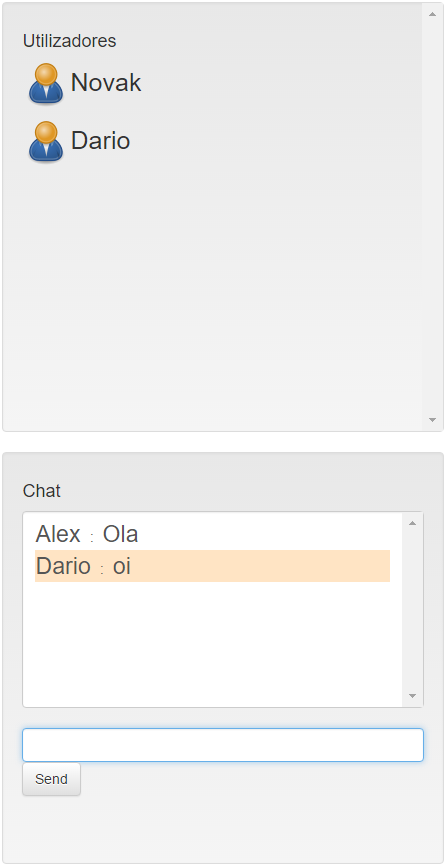 Utilizadores
Novak
Dario
Chat
Alex : Ola
Dario : oi
Send